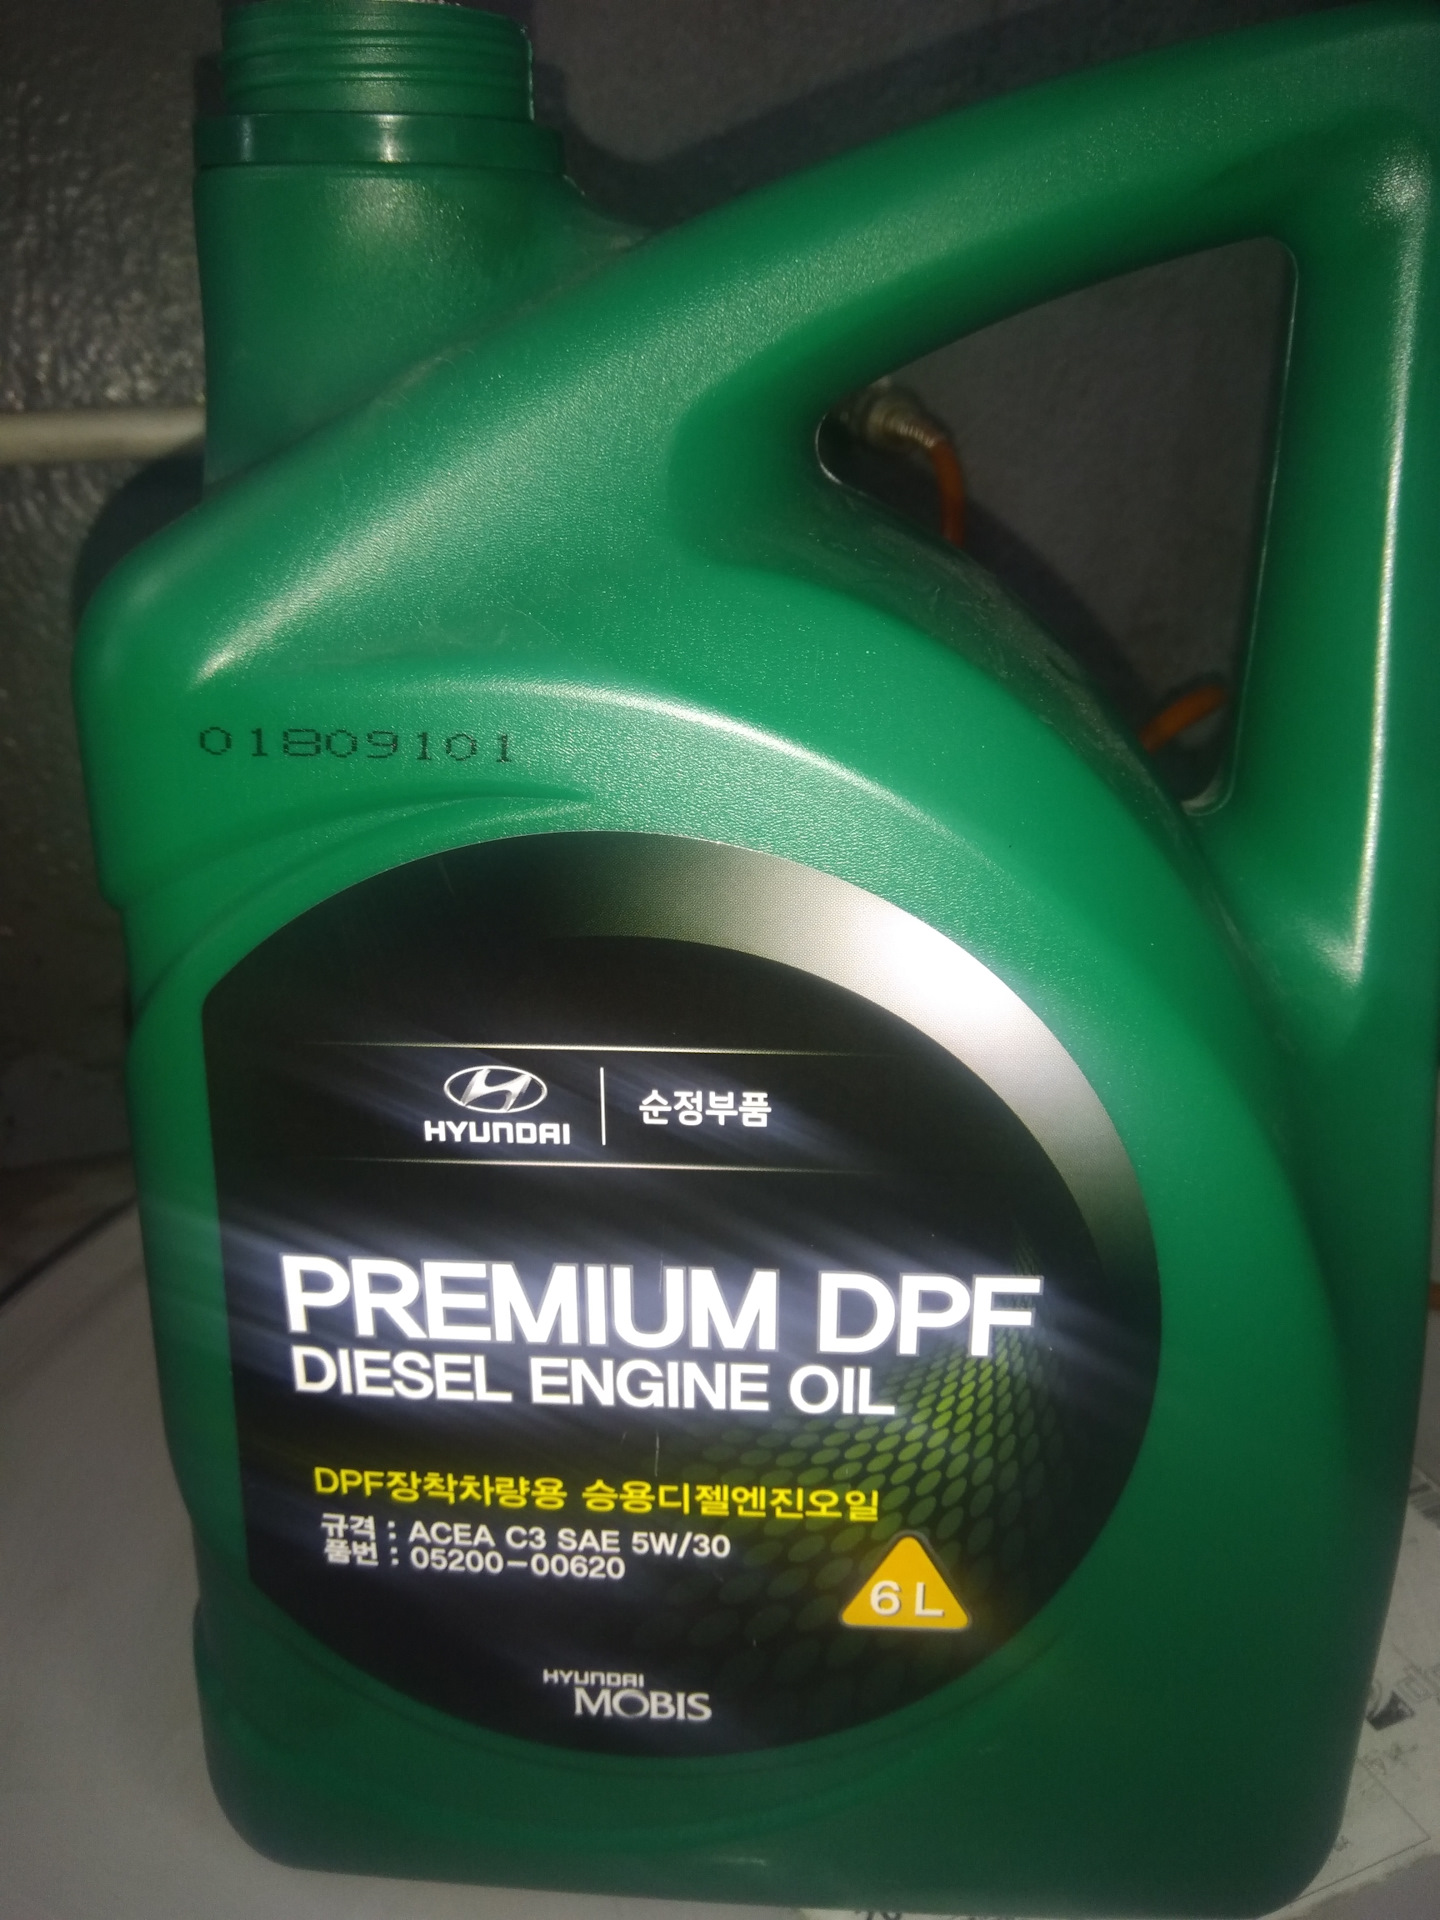 01809101
HYUNDAI 순정부품
PREMIUM DPF
DIESEL ENGINE OIL
DPF장착차량용 승용디젤엔진오일
규격 : ACEA C3 SAE 5W/30
품번 : 05200-00620
6 L
HYUNDAI
MOBIS